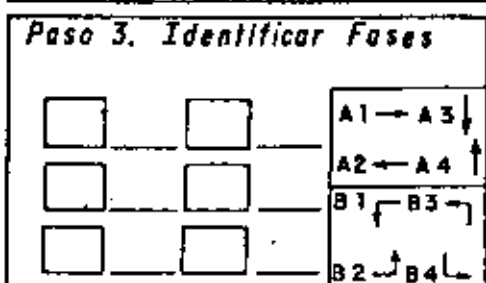 Paso 3. Identificar Fases
A1 → A3 ↓
A2 ← A4 ↑
B1 B3
B2 B4